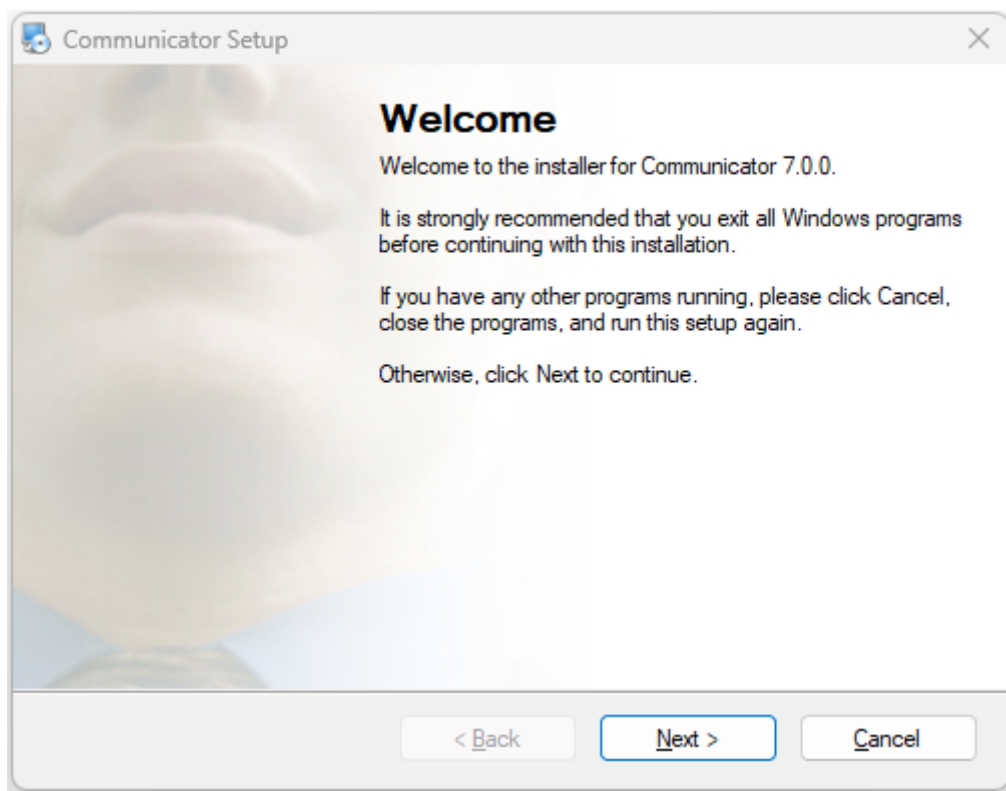 Communicator Setup
Welcome
Welcome to the installer for Communicator 7.0.0.
It is strongly recommended that you exit all Windows programs
before continuing with this installation.
If you have any other programs running, please click Cancel,
close the programs, and run this setup again.
Otherwise, click Next to continue.
< Back
Next >
Cancel